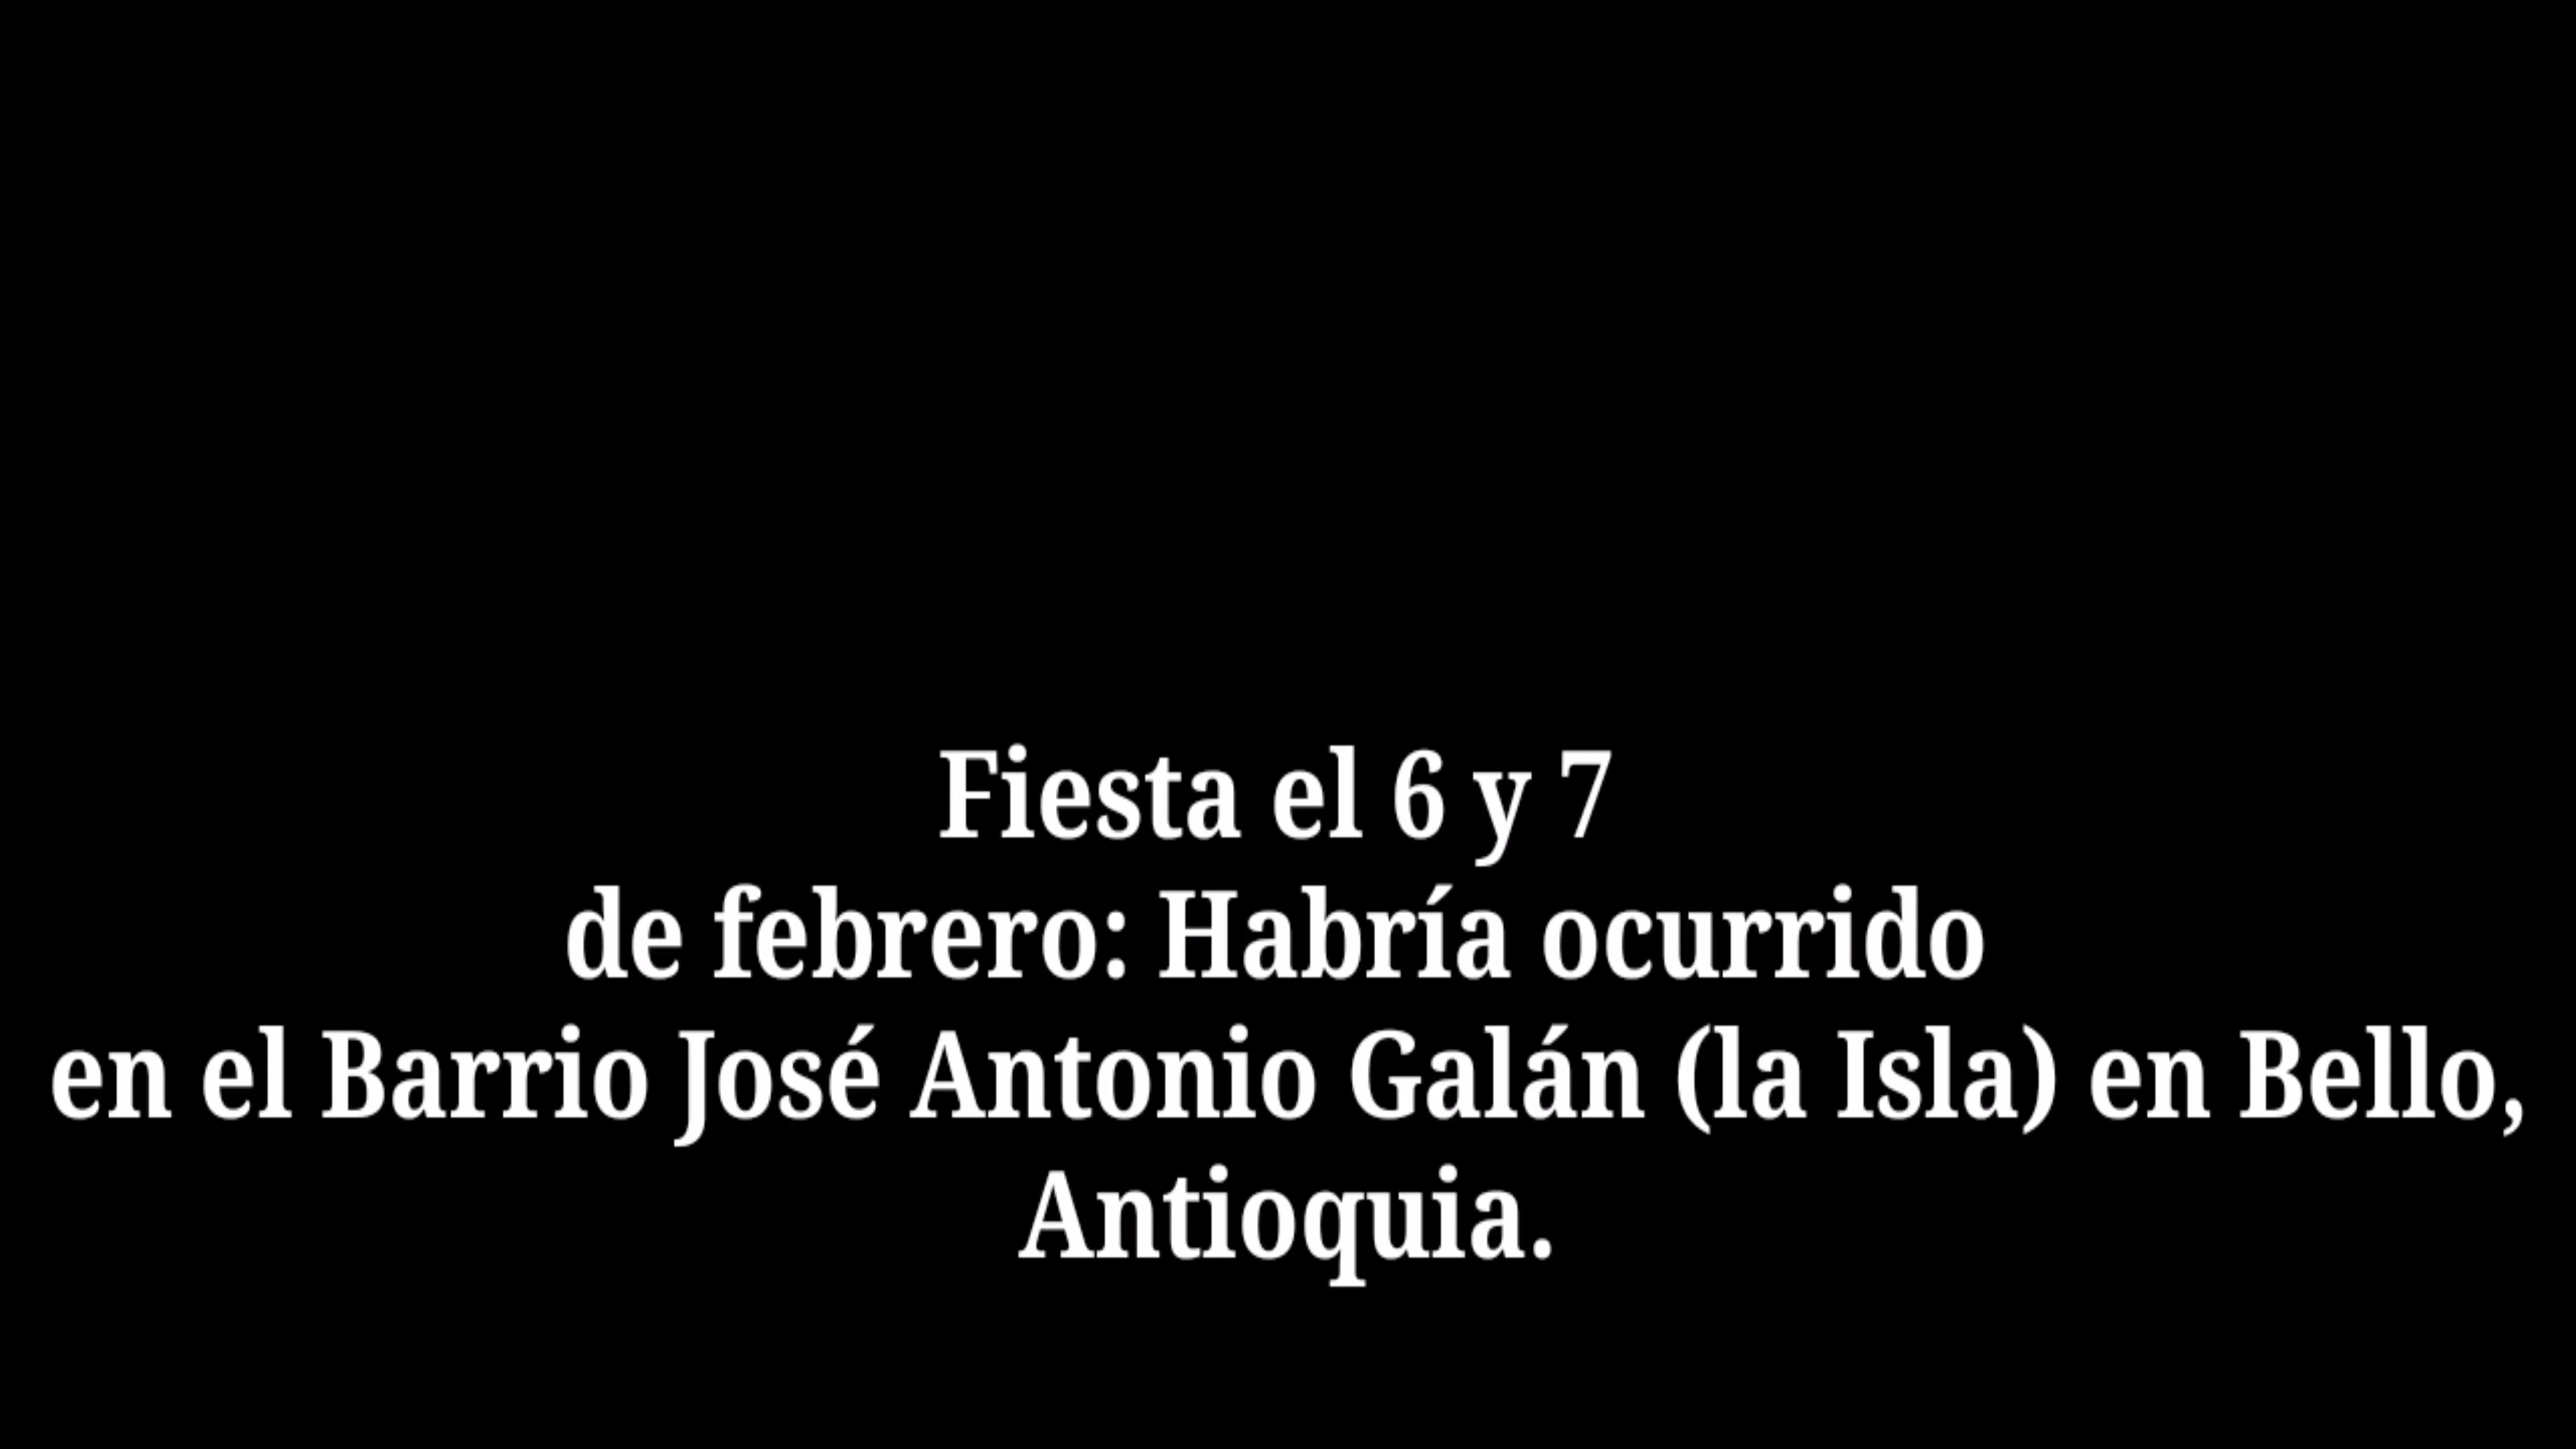 Fiesta el 6 y 7
de febrero: Habría ocurrido
en el Barrio José Antonio Galán (la Isla) en Bello,
Antioquia.